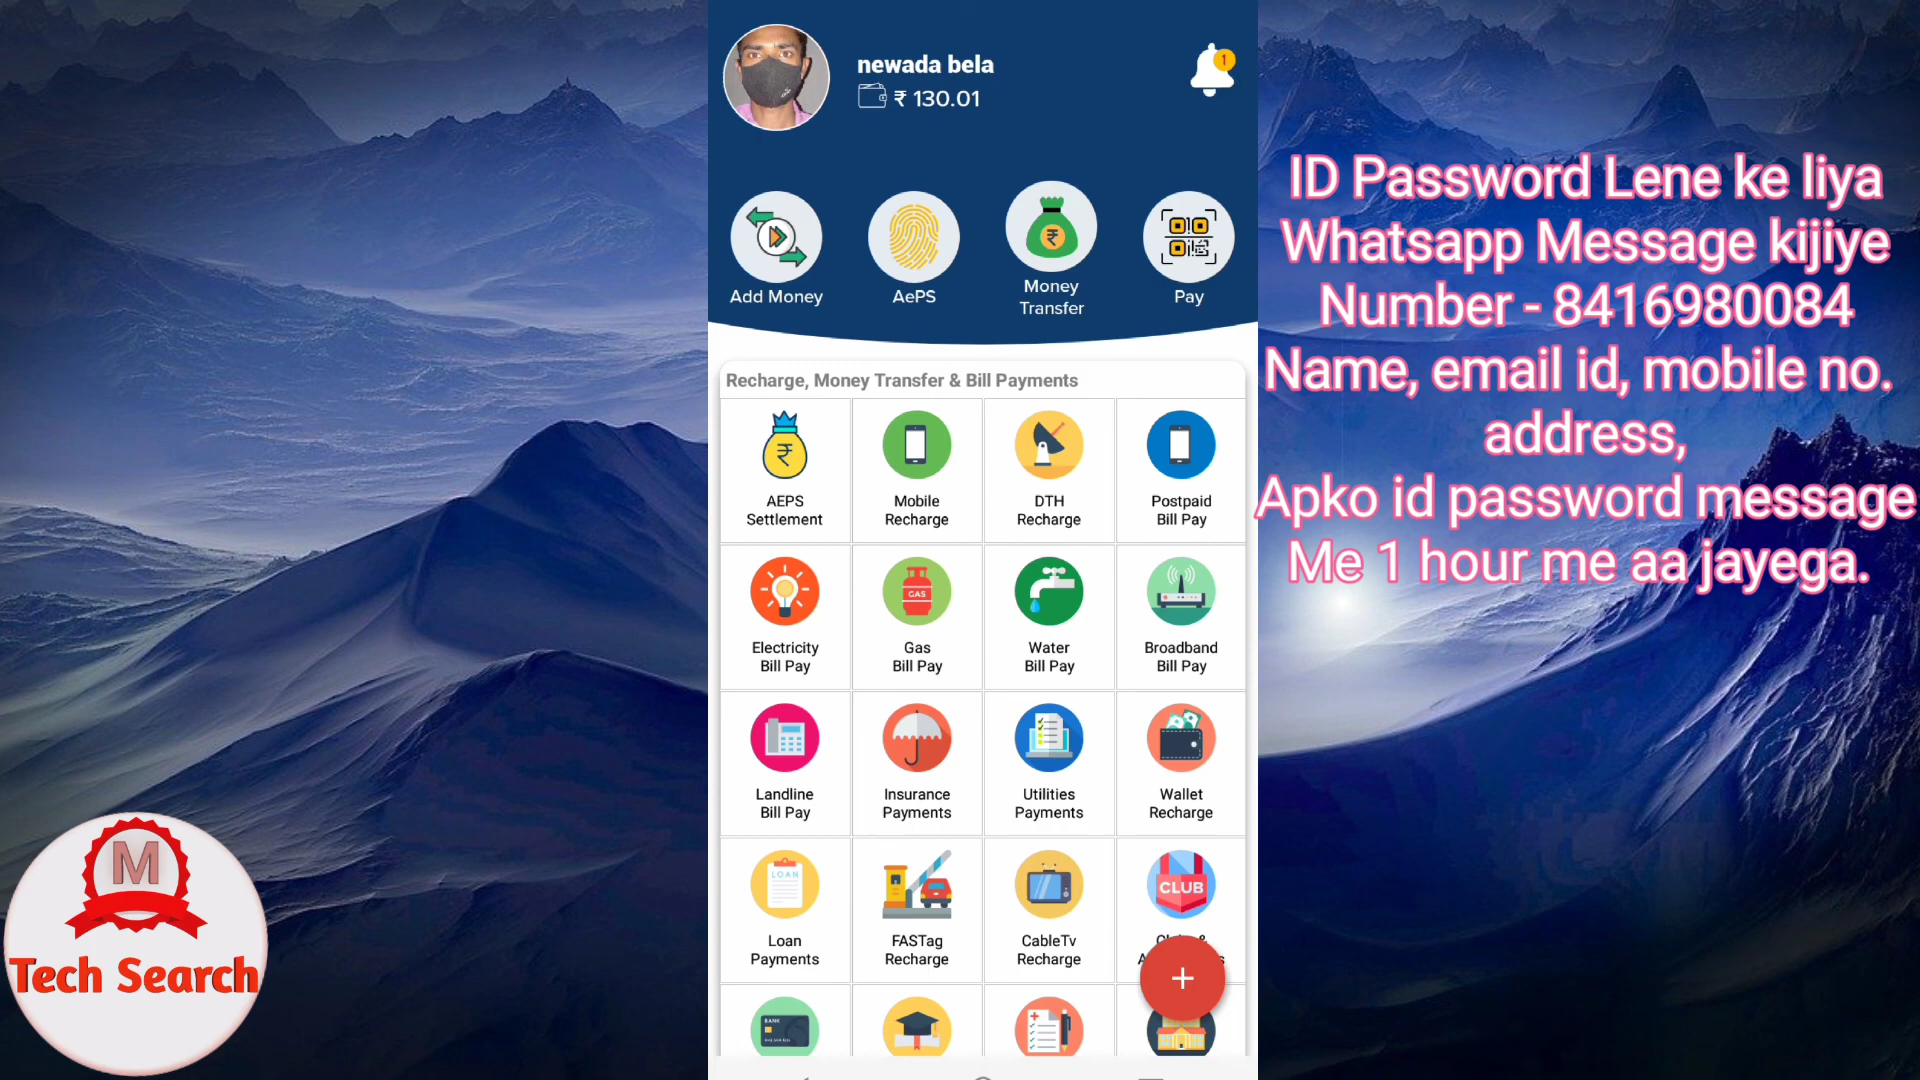 newada bela
₹ 130.01
1
Add Money
AePS
Money
Transfer
Pay
Recharge, Money Transfer & Bill Payments
AEPS
Settlement
Mobile
Recharge
DTH
Recharge
Postpaid
Bill Pay
Electricity
Bill Pay
GAS
Gas
Bill Pay
Water
Bill Pay
Broadband
Bill Pay
Landline
Bill Pay
Insurance
Payments
Utilities
Payments
Wallet
Recharge
LOAN
Loan
Payments
FASTag
Recharge
CableTv
Recharge
CLUB
+
BANK
ID Password Lene ke liya
Whatsapp Message kijiye
Number - 8416980084
Name, email id, mobile no.
address,
Apko id password message
Me 1 hour me aa jayega.
M
Tech Search